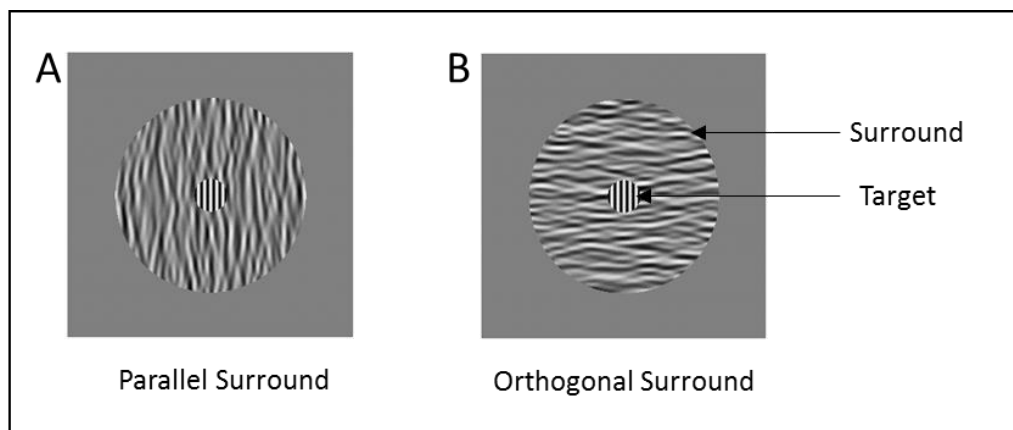 A
B
Surround
Target
Parallel Surround
Orthogonal Surround